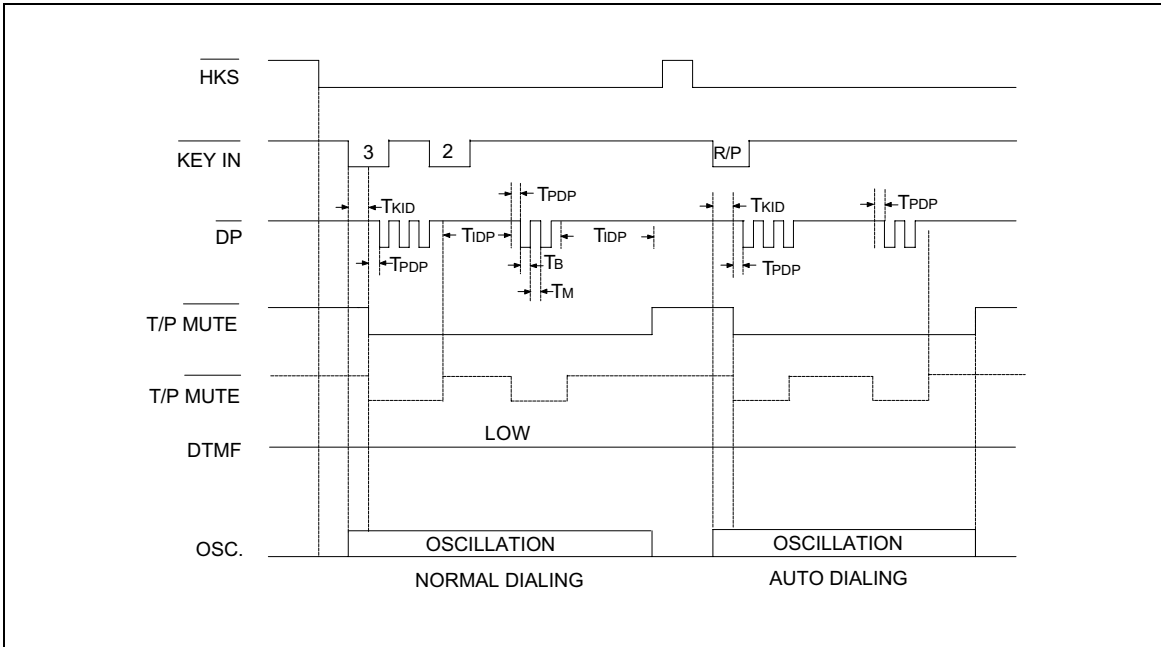 HKS
KEY IN
3
2
R/P
DP
TKID
TPDP
TIDP
TPDP
TIDP
TB
TM
TKID
TPDP
TPDP
T/P MUTE
T/P MUTE
DTMF
LOW
OSC.
OSCILLATION
OSCILLATION
NORMAL DIALING
AUTO DIALING